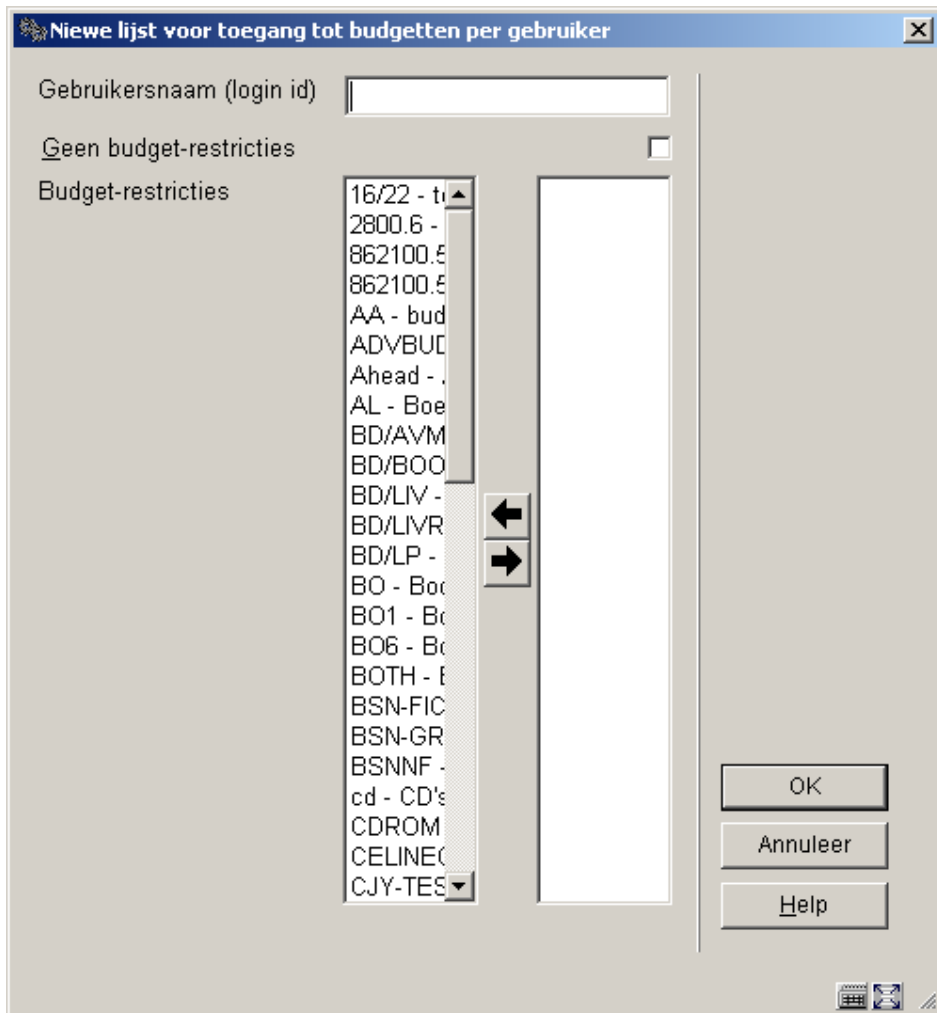 Niewe lijst voor toegang tot budgetten per gebruiker
Gebruikersnaam (login id)
Geen budget-restricties
Budget-restricties
16/22 -
2800.6 -
862100.5
862100.5
AA - bud
ADVBUD
Ahead -
AL - Boe
BD/AVM
BD/BOO
BD/LIV -
BD/LIVR
BD/LP -
BO - Boo
BO1 - Bo
BO6 - Bo
BOTH -
BSN-FIC
BSN-GR
BSNNF -
cd - CD's
CDROM
CELINEC
CJY-TES
OK
Annuleer
Help